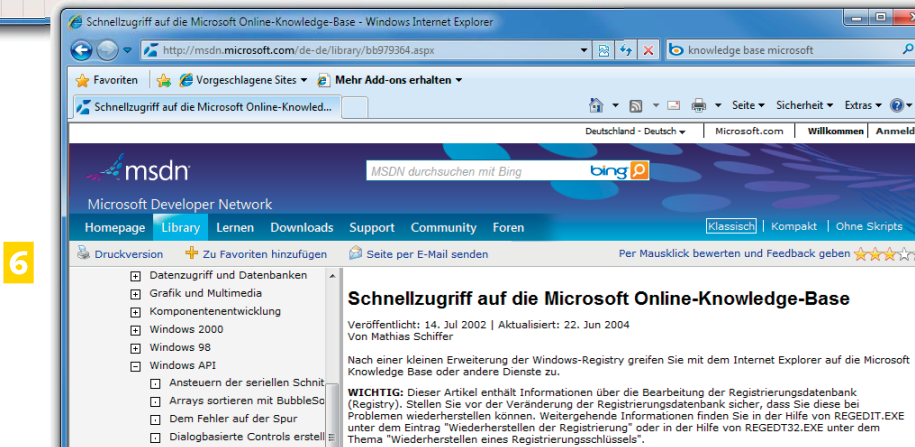 Schnellzugriff auf die Microsoft Online-Knowledge-Base - Windows Internet Explorer
http://msdn.microsoft.com/de-de/library/bb979364.aspx
knowledge base microsoft
Favoriten
Vorgeschlagene Sites
Mehr Add-ons erhalten
Schnellzugriff auf die Microsoft Online-Knowled...
Seite
Sicherheit
Extras
Deutschland - Deutsch
Microsoft.com
Willkommen
Anmeld
msdn
MSDN durchsuchen mit Bing
bing
Microsoft Developer Network
Homepage Library Lernen Downloads Support Community Foren
Klassisch | Kompakt | Ohne Skripts
6
Druckversion
Zu Favoriten hinzufügen
Seite per E-Mail senden
Per Mausklick bewerten und Feedback geben
Datenzugriff und Datenbanken
Grafik und Multimedia
Komponentenentwicklung
Windows 2000
Windows 98
Windows API
Ansteuern der seriellen Schnit
Arrays sortieren mit BubbleSo
Dem Fehler auf der Spur
Dialogbasierte Controls erstell
Schnellzugriff auf die Microsoft Online-Knowledge-Base
Veröffentlicht: 14. Jul 2002 | Aktualisiert: 22. Jun 2004
Von Mathias Schiffer
Nach einer kleinen Erweiterung der Windows-Registry greifen Sie mit dem Internet Explorer auf die Microsoft
Knowledge Base oder andere Dienste zu.
WICHTIG: Dieser Artikel enthält Informationen über die Bearbeitung der Registrierungsdatenbank
(Registry). Stellen Sie vor der Veränderung der Registrierungsdatenbank sicher, dass Sie diese bei
Problemen wiederherstellen können. Weitergehende Informationen finden Sie in der Hilfe von REGEDIT.EXE
unter dem Eintrag "Wiederherstellen der Registrierung" oder in der Hilfe von REGEDT32.EXE unter dem
Thema "Wiederherstellen eines Registrierungsschlüssels".